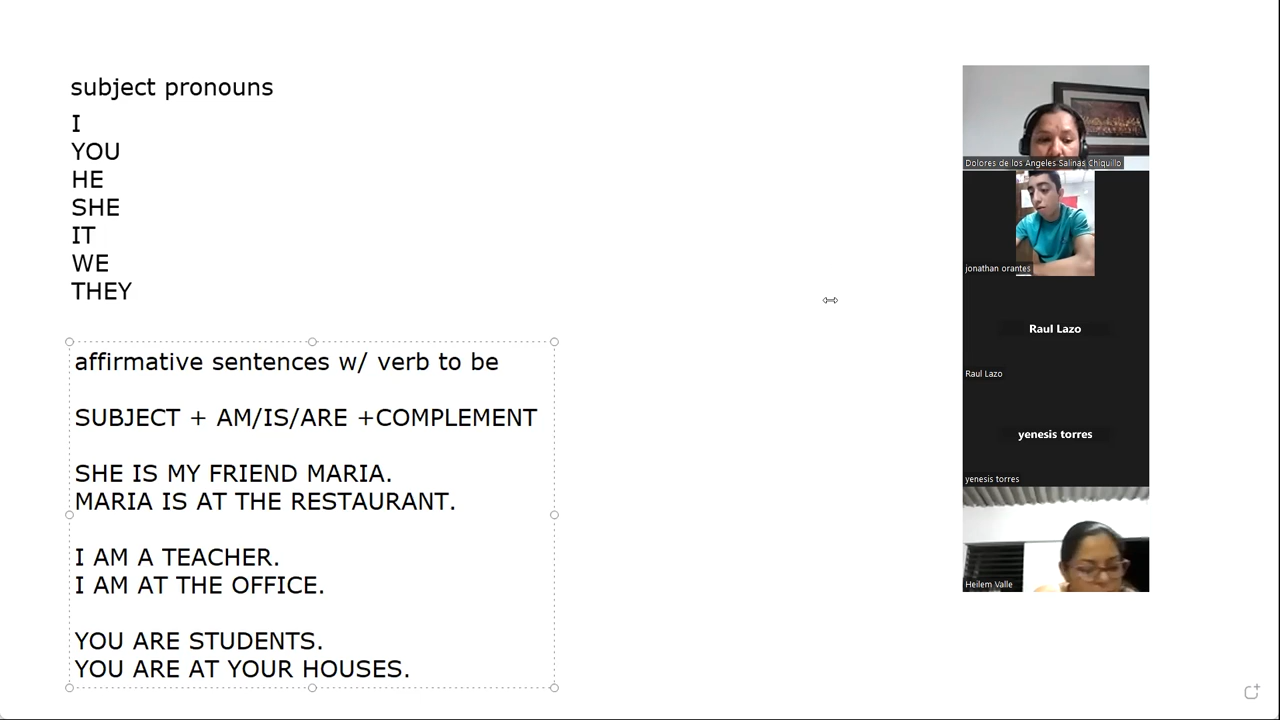 subject pronouns
I
YOU
HE
SHE
IT
WE
THEY
affirmative sentences w/ verb to be
SUBJECT + AM/IS/ARE +COMPLEMENT
SHE IS MY FRIEND MARIA.
MARIA IS AT THE RESTAURANT.
I AM A TEACHER.
I AM AT THE OFFICE.
YOU ARE STUDENTS.
YOU ARE AT YOUR HOUSES.
Dolores de los Angeles Salinas Chiquillo
jonathan orantes
Raul Lazo
Raul Lazo
yenesis torres
yenesis torres
Heilem Valle